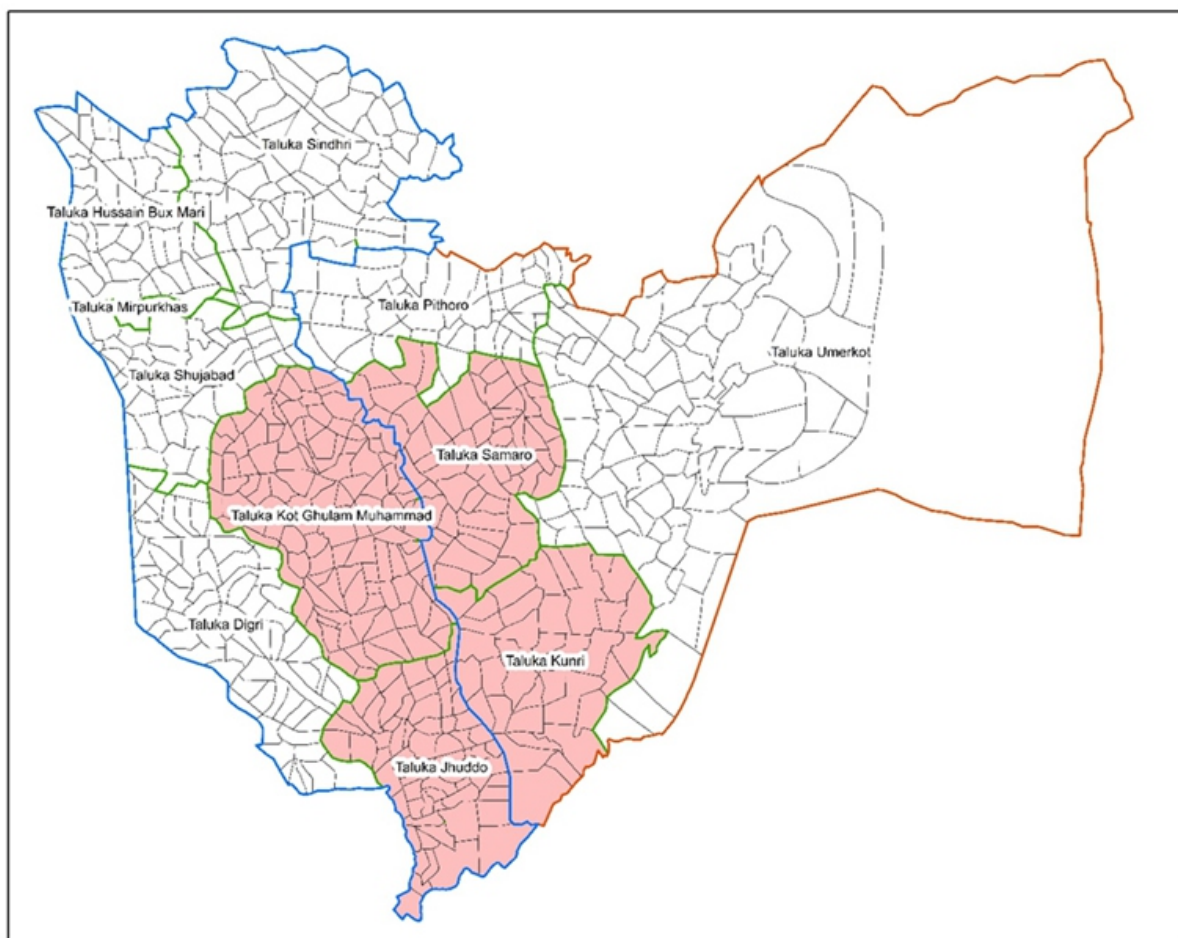 Taluka Sindhri
Taluka Hussain Bux Mari
Taluka Mirpurkhas
Taluka Pithoro
Taluka Umerkot
Taluka Shujabad
Taluka Samaro
Taluka Kot Ghulam Muhammad
Taluka Digri
Taluka Kunri
Taluka Jhuddo